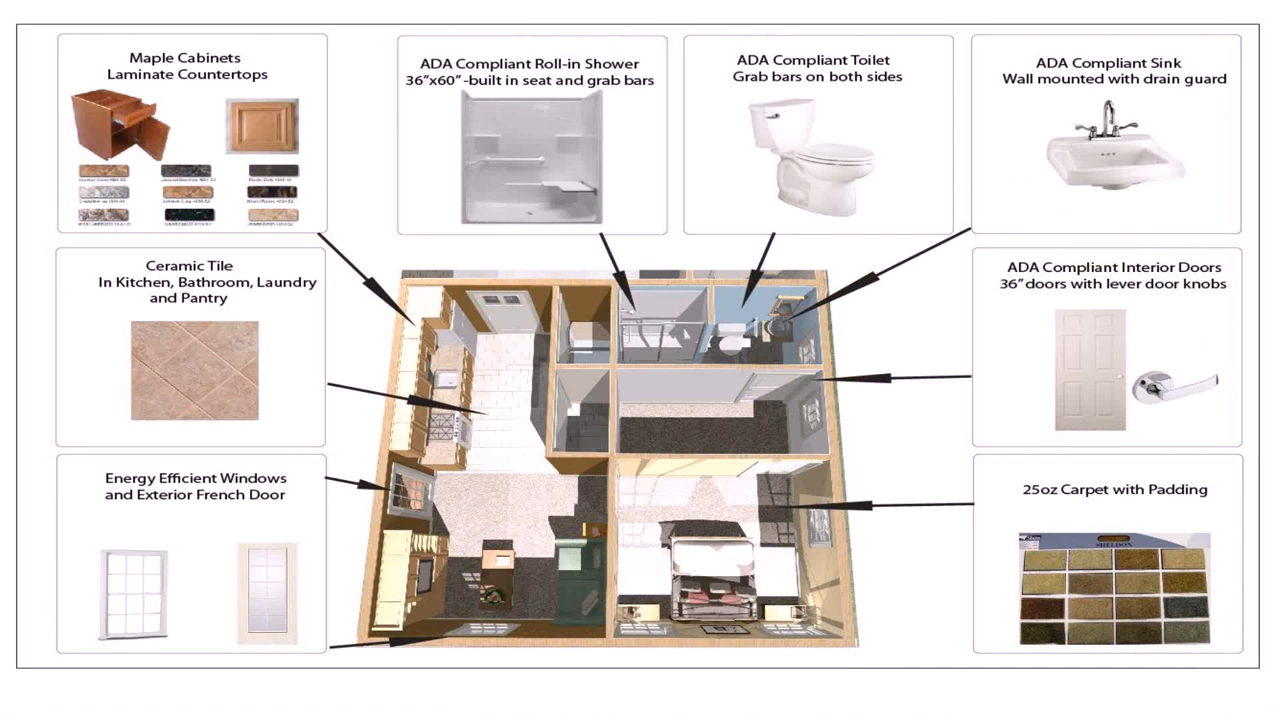 Maple Cabinets
Laminate Countertops
ADA Compliant Roll-in Shower
36”x60” -built in seat and grab bars
ADA Compliant Toilet
Grab bars on both sides
ADA Compliant Sink
Wall mounted with drain guard
Ceramic Tile
In Kitchen, Bathroom, Laundry
and Pantry
ADA Compliant Interior Doors
36” doors with lever door knobs
Energy Efficient Windows
and Exterior French Door
25oz Carpet with Padding
SHELDON